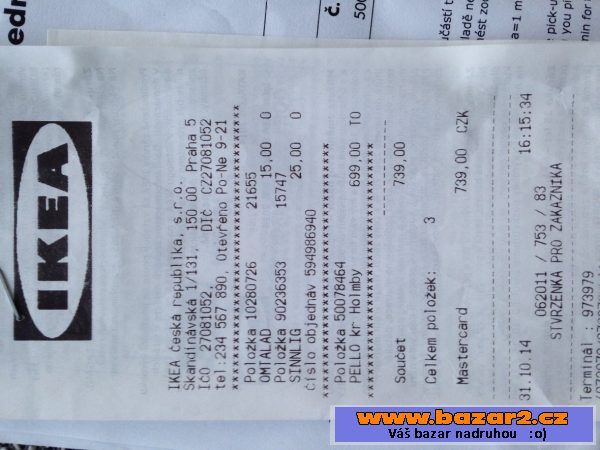 IKEA
IKEA Česká republika, s.r.o.
Skandinávská 1/131, 150 00 Praha 5
IČO 27081052, DIČ CZ27081052
tel.:234 567 890, Otevřeno Po-Ne 9-21
***********************************
Položka 10280726 21655
OMTALAD 15,00 O
Položka 90236353 15747
SINNLIG 25,00 O
Číslo objednáv 594986940
***********************************
Položka 50078464
PELLO kr Holmby 699,00 TO
***********************************
Součet 739,00
Celkem položek: 3
Mastercard 739,00 CZK
31.10 14 16:15:34
062011 / 753 / 83
STVRZENKA PRO ZÁKAZNÍKA
Terminál : 973979
www.bazar2.cz
Váš bazar nadruhou :o)